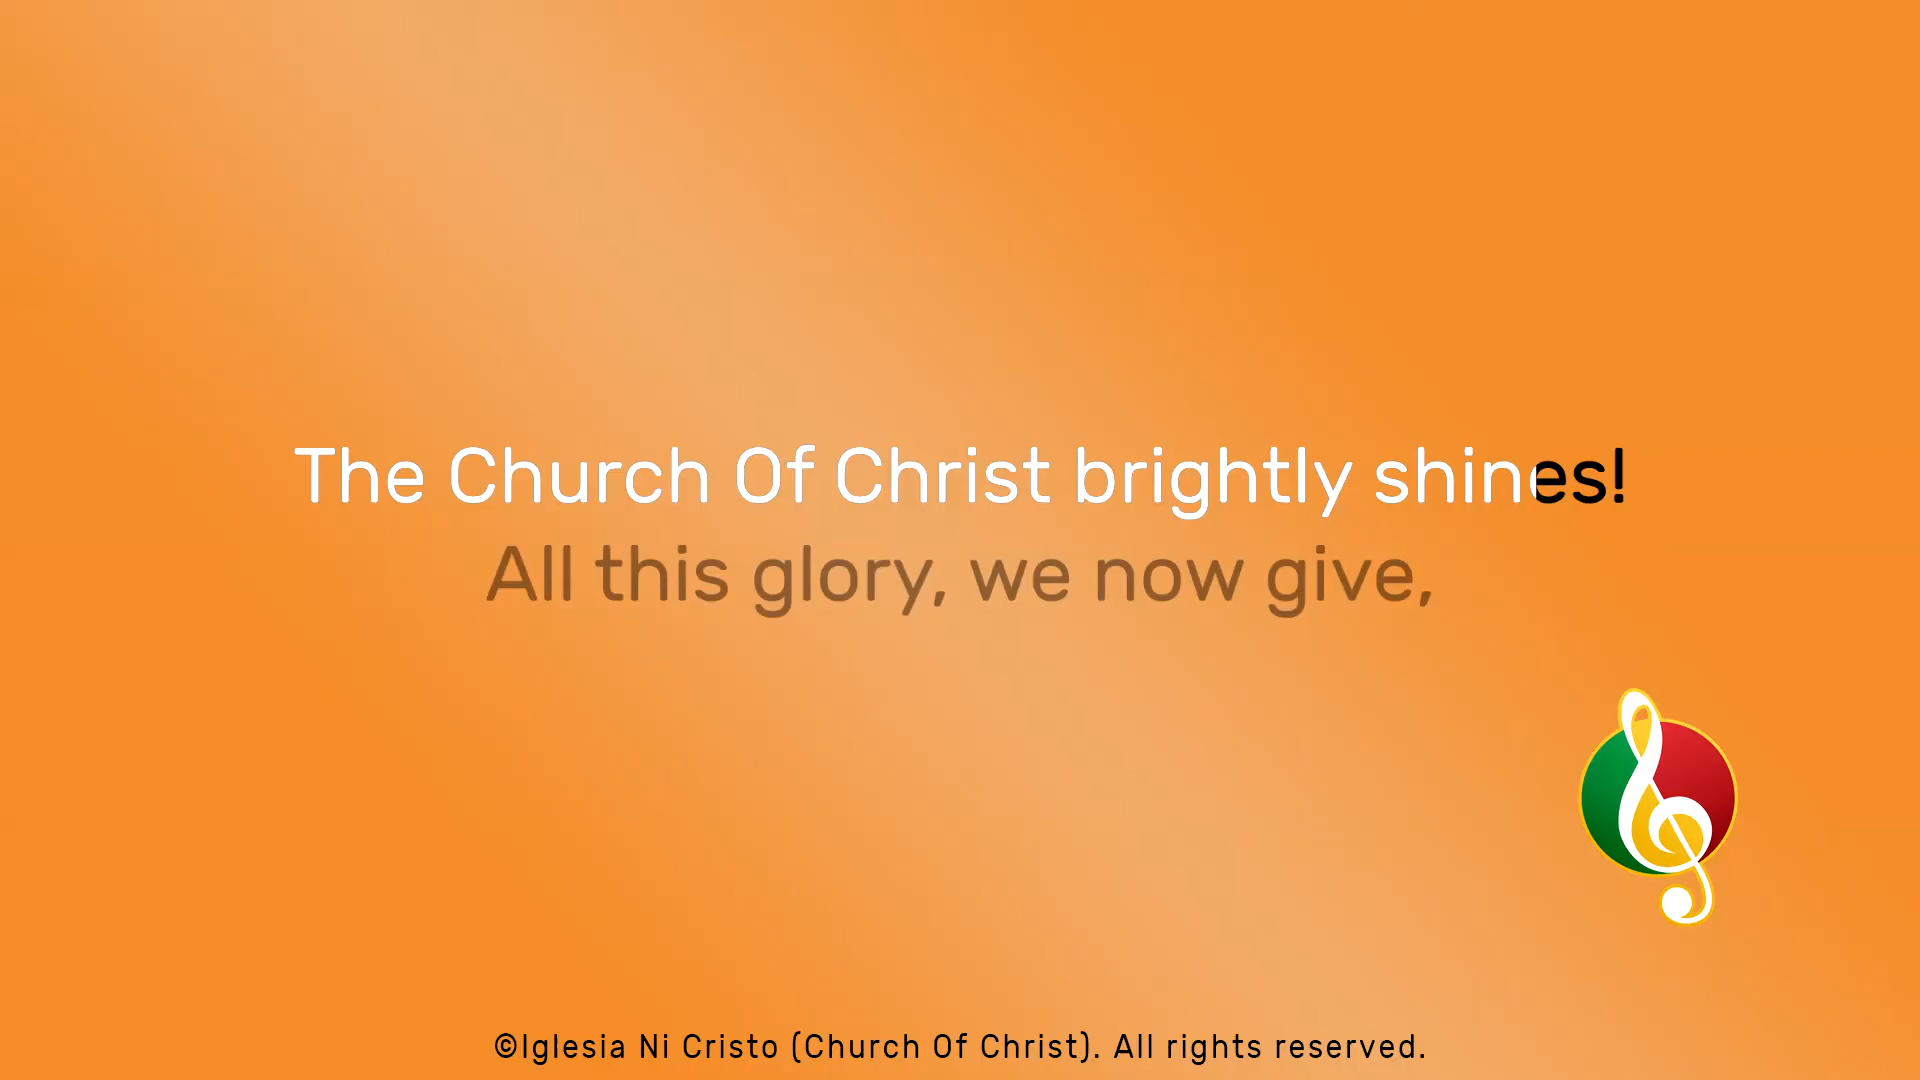 The Church Of Christ brightly shines!
All this glory, we now give,
©Iglesia Ni Cristo (Church Of Christ). All rights reserved.